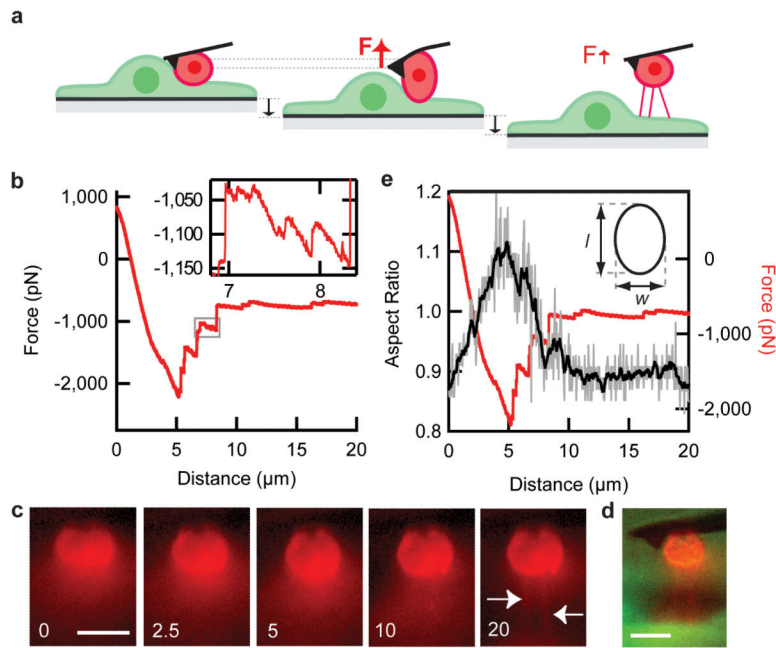 a
F
F
b
1,000
0
-1,000
-2,000
Force (pN)
-1,050
-1,100
-1,150
7
8
0
5
10
15
20
Distance (µm)
e
1.2
1.1
1.0
0.9
0.8
Aspect Ratio
l
w
0
-1,000
-2,000
Force (pN)
0
5
10
15
20
Distance (µm)
c
0
2.5
5
10
20
d